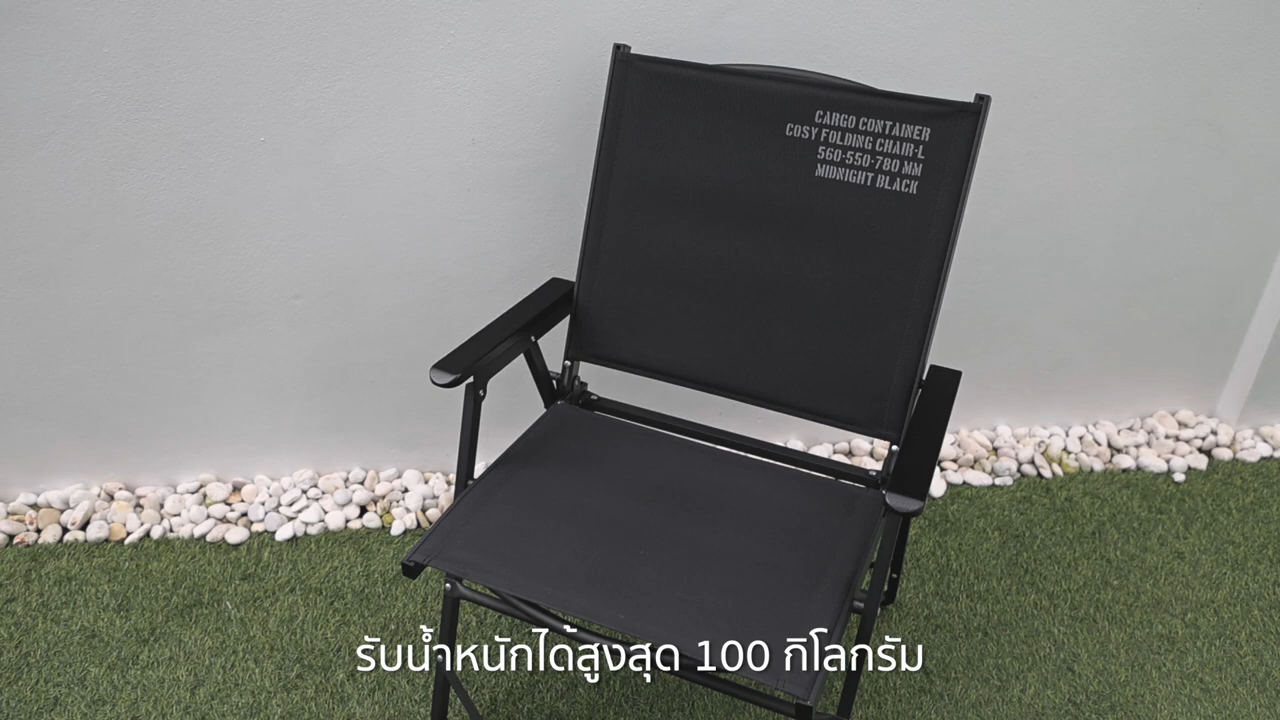 CARGO CONTAINER
COSY FOLDING CHAIR·L
560·550·780 MM
MIDNIGHT BLACK
รับน้ำหนักได้สูงสุด 100 กิโลกรัม